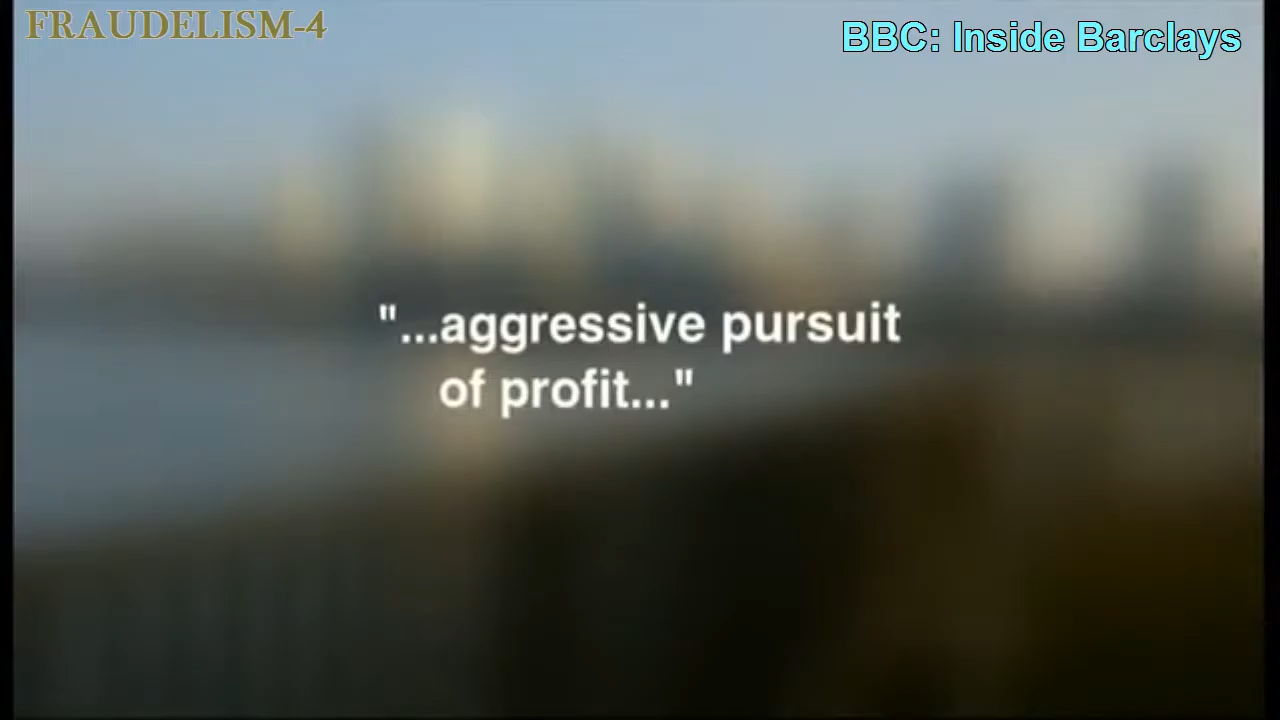 FRAUDELISM-4
BBC: Inside Barclays
"...aggressive pursuit
of profit..."